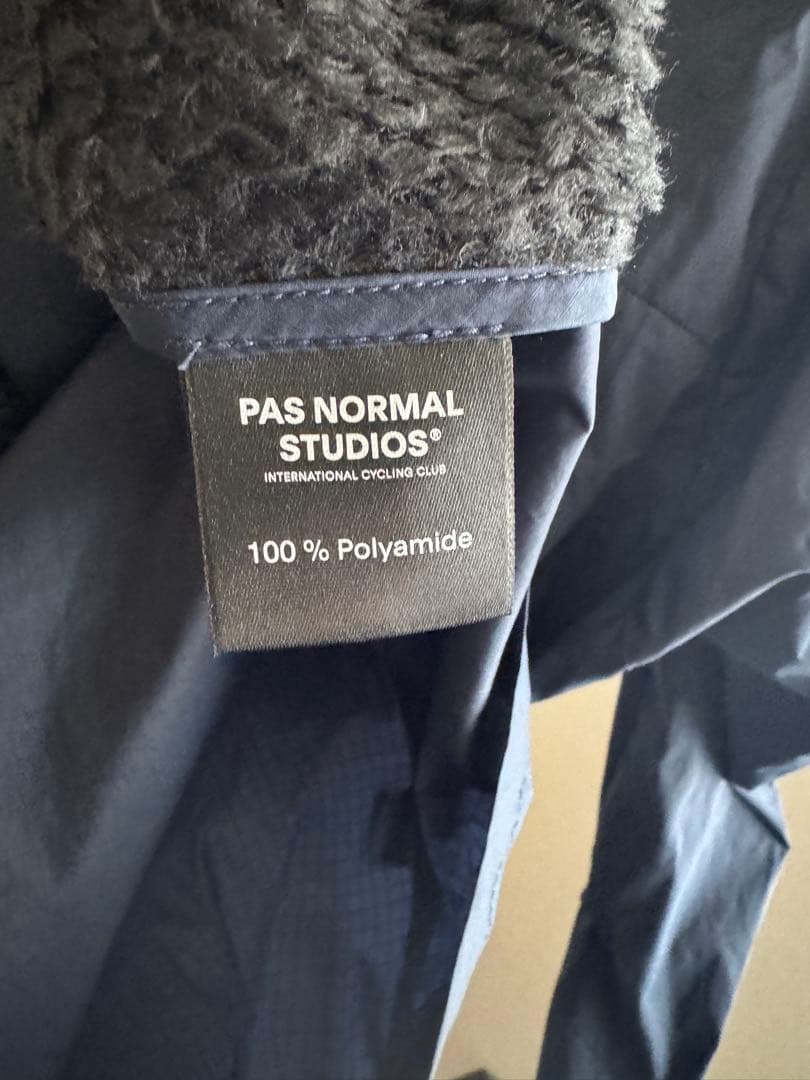 PAS NORMAL
STUDIOS®
INTERNATIONAL CYCLING CLUB
100 % Polyamide